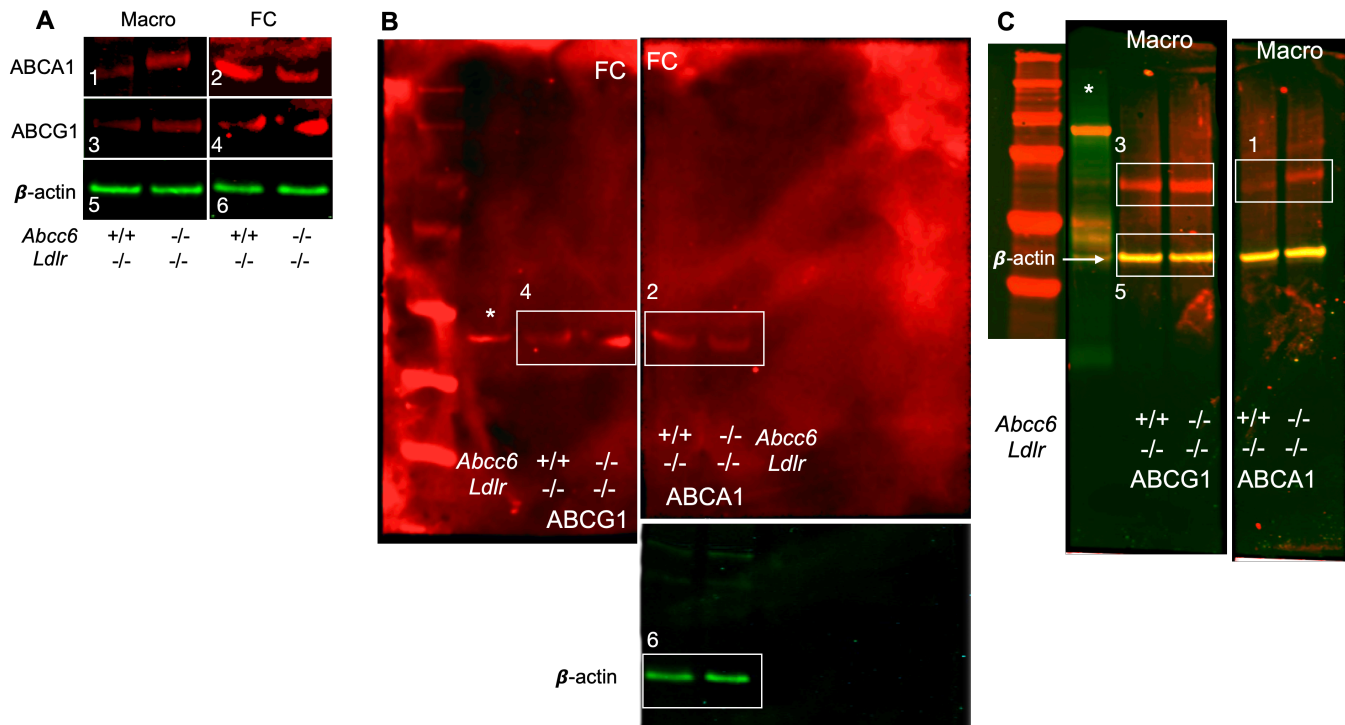 A
Macro FC
ABCA1 1 2
ABCG1 3 4
β-actin 5 6
Abcc6 +/+ -/- +/+ -/-
Ldlr -/- -/- -/- -/-
B
FC FC
4 2
*
Abcc6 +/+ -/- +/+ -/- Abcc6
Ldlr -/- -/- -/- -/- Ldlr
ABCG1 ABCA1
6
β-actin
C
Macro Macro
*
3 1
β-actin
5
Abcc6 +/+ -/- +/+ -/-
Ldlr -/- -/- -/- -/-
ABCG1 ABCA1